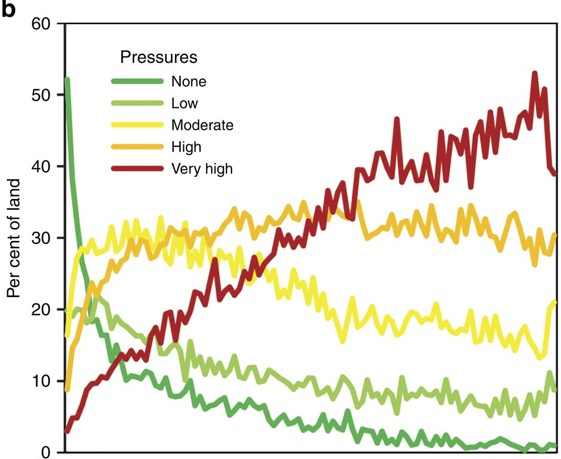 b
60
50
40
30
20
10
0
Per cent of land
Pressures
None
Low
Moderate
High
Very high